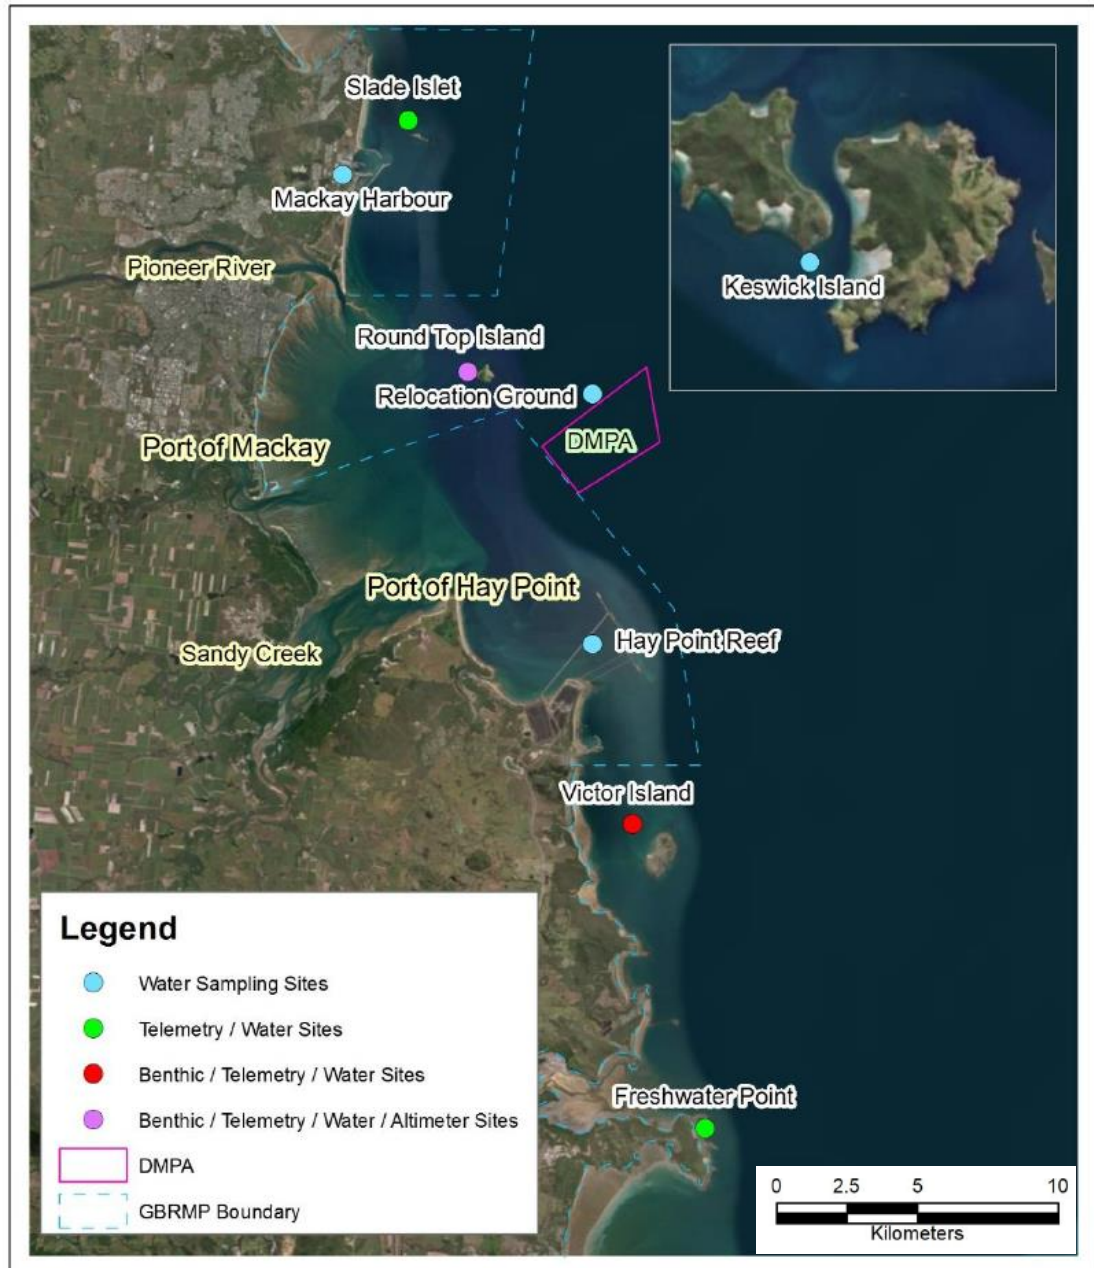 Slade Islet
Mackay Harbour
Pioneer River
Keswick Island
Round Top Island
Relocation Ground
DMPA
Port of Mackay
Port of Hay Point
Hay Point Reef
Sandy Creek
Victor Island
Freshwater Point
Legend
Water Sampling Sites
Telemetry / Water Sites
Benthic / Telemetry / Water Sites
Benthic / Telemetry / Water / Altimeter Sites
DMPA
GBRMP Boundary
0 2.5 5 10
Kilometers